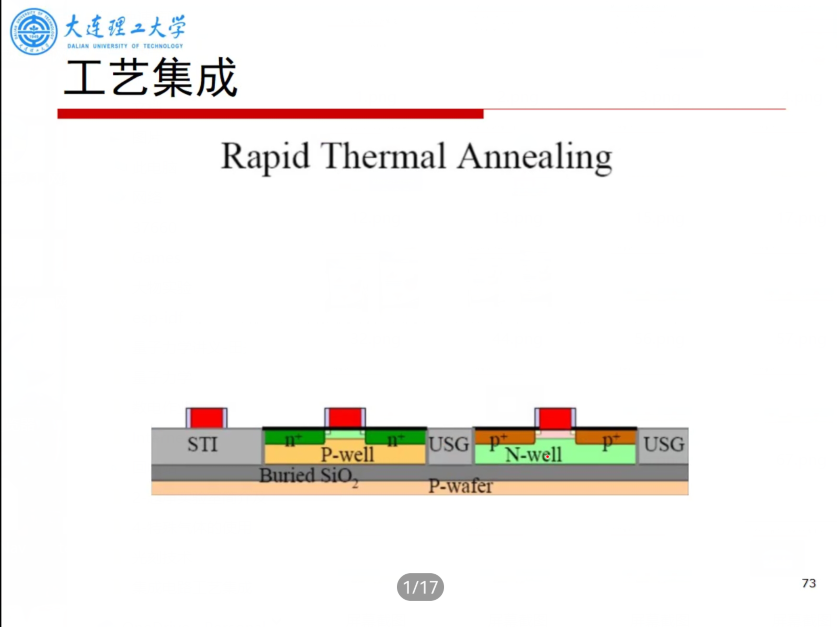 大连理工大学
DALIAN UNIVERSITY OF TECHNOLOGY
工艺集成
Rapid Thermal Annealing
STI n⁺ n⁺ USG p⁺ p⁺ USG
P-well N-well
Buried SiO₂ P-wafer
1/17
73